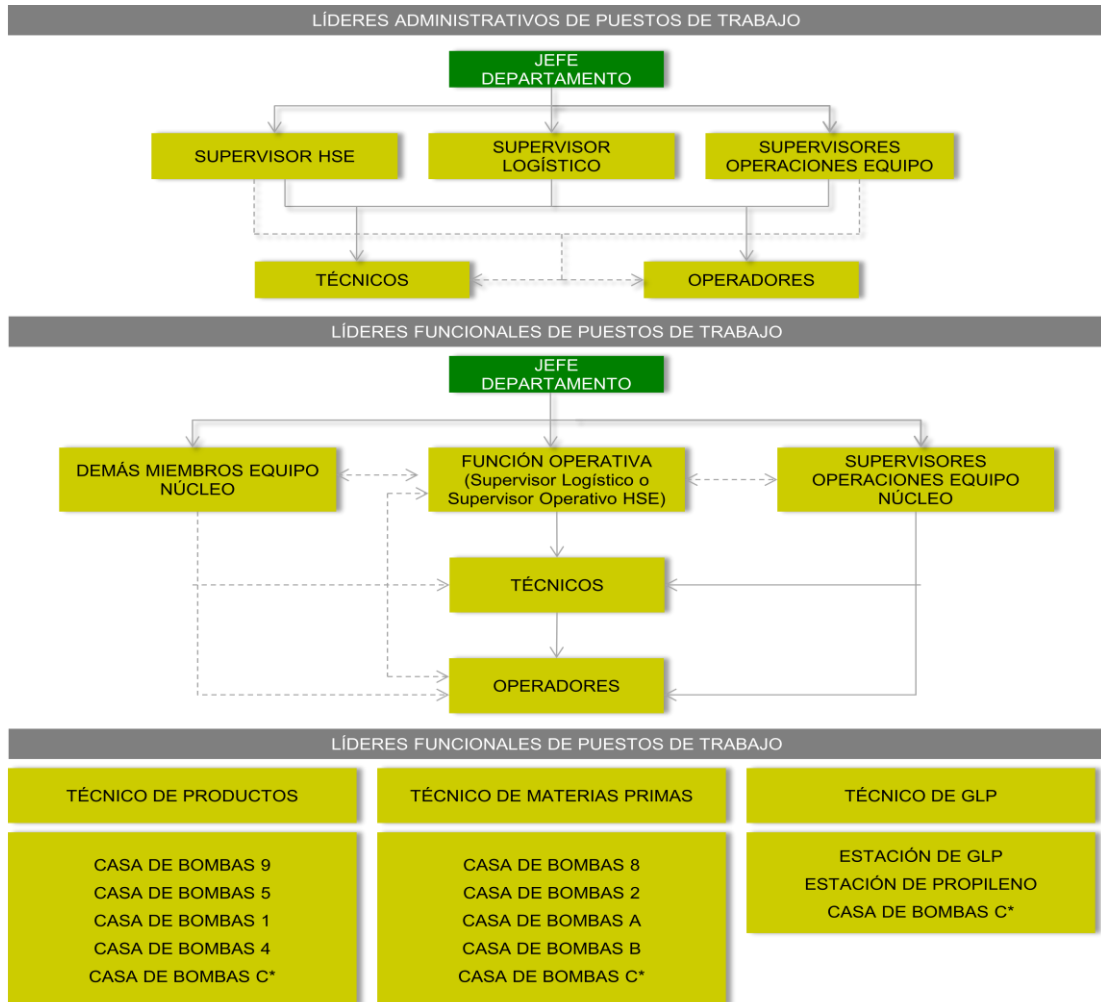 LÍDERES ADMINISTRATIVOS DE PUESTOS DE TRABAJO
JEFE
DEPARTAMENTO
SUPERVISOR HSE
SUPERVISOR
LOGÍSTICO
SUPERVISORES
OPERACIONES EQUIPO
TÉCNICOS
OPERADORES
LÍDERES FUNCIONALES DE PUESTOS DE TRABAJO
JEFE
DEPARTAMENTO
DEMÁS MIEMBROS EQUIPO
NÚCLEO
FUNCIÓN OPERATIVA
(Supervisor Logístico o
Supervisor Operativo HSE)
SUPERVISORES
OPERACIONES EQUIPO
NÚCLEO
TÉCNICOS
OPERADORES
LÍDERES FUNCIONALES DE PUESTOS DE TRABAJO
TÉCNICO DE PRODUCTOS
CASA DE BOMBAS 9
CASA DE BOMBAS 5
CASA DE BOMBAS 1
CASA DE BOMBAS 4
CASA DE BOMBAS C*
TÉCNICO DE MATERIAS PRIMAS
CASA DE BOMBAS 8
CASA DE BOMBAS 2
CASA DE BOMBAS A
CASA DE BOMBAS B
CASA DE BOMBAS C*
TÉCNICO DE GLP
ESTACIÓN DE GLP
ESTACIÓN DE PROPILENO
CASA DE BOMBAS C*